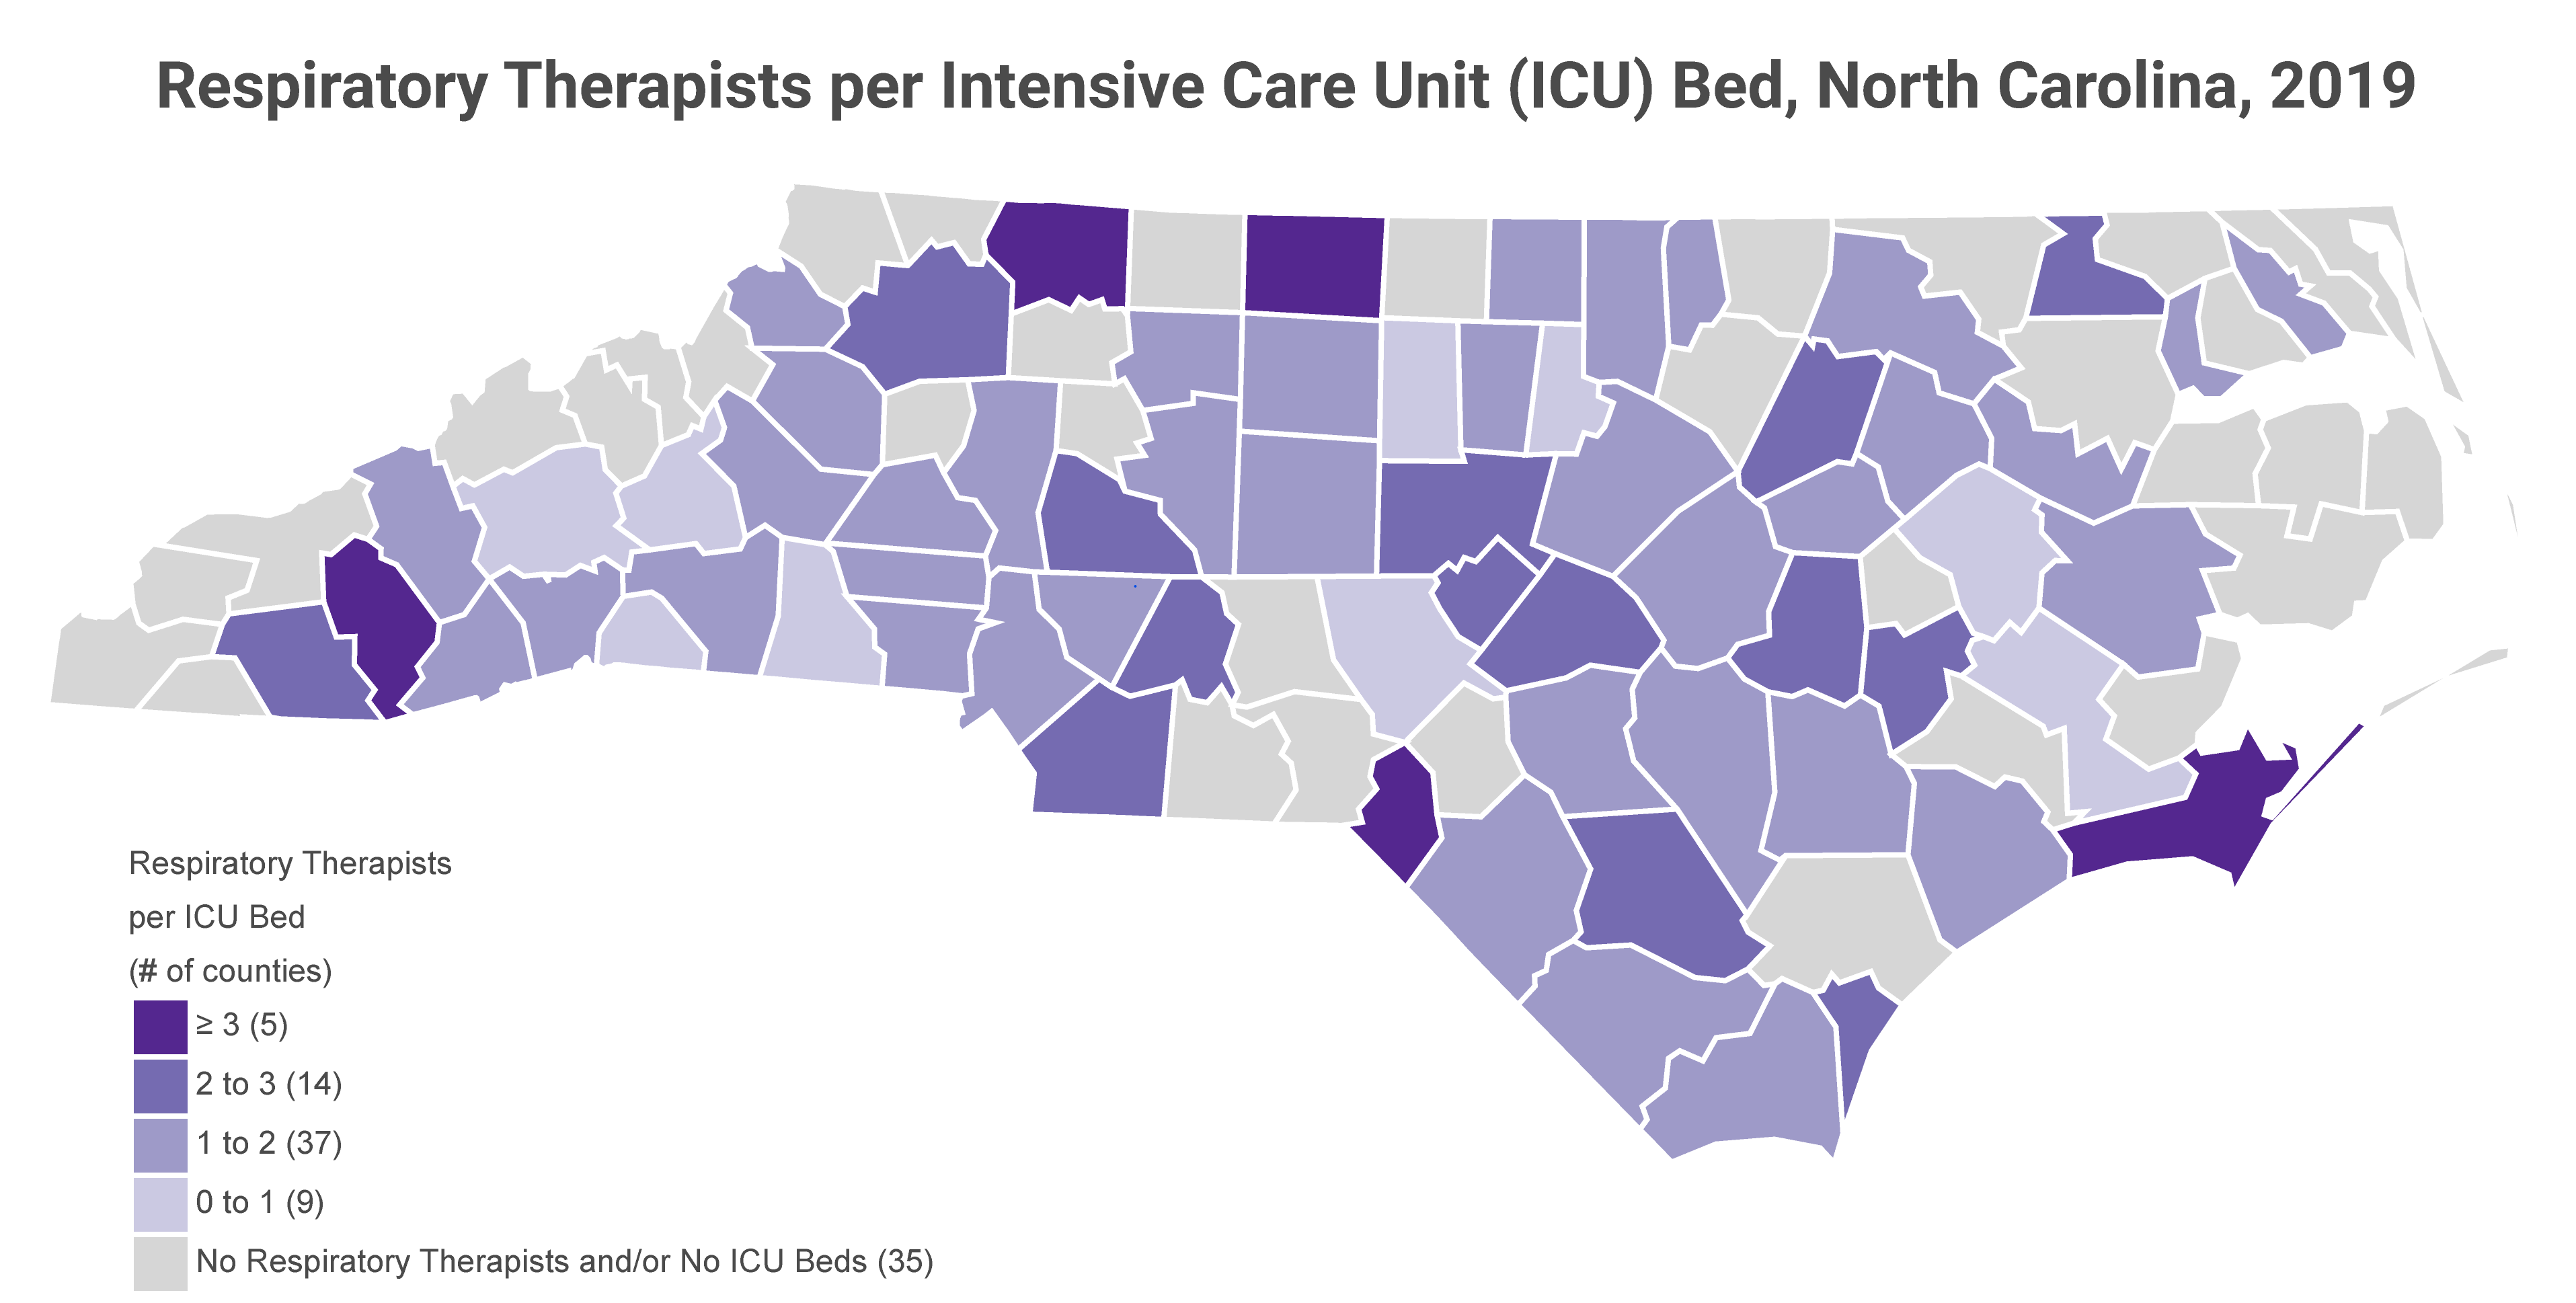 Respiratory Therapists per Intensive Care Unit (ICU) Bed, North Carolina, 2019
Respiratory Therapists
per ICU Bed
(# of counties)
≥ 3 (5)
2 to 3 (14)
1 to 2 (37)
0 to 1 (9)
No Respiratory Therapists and/or No ICU Beds (35)